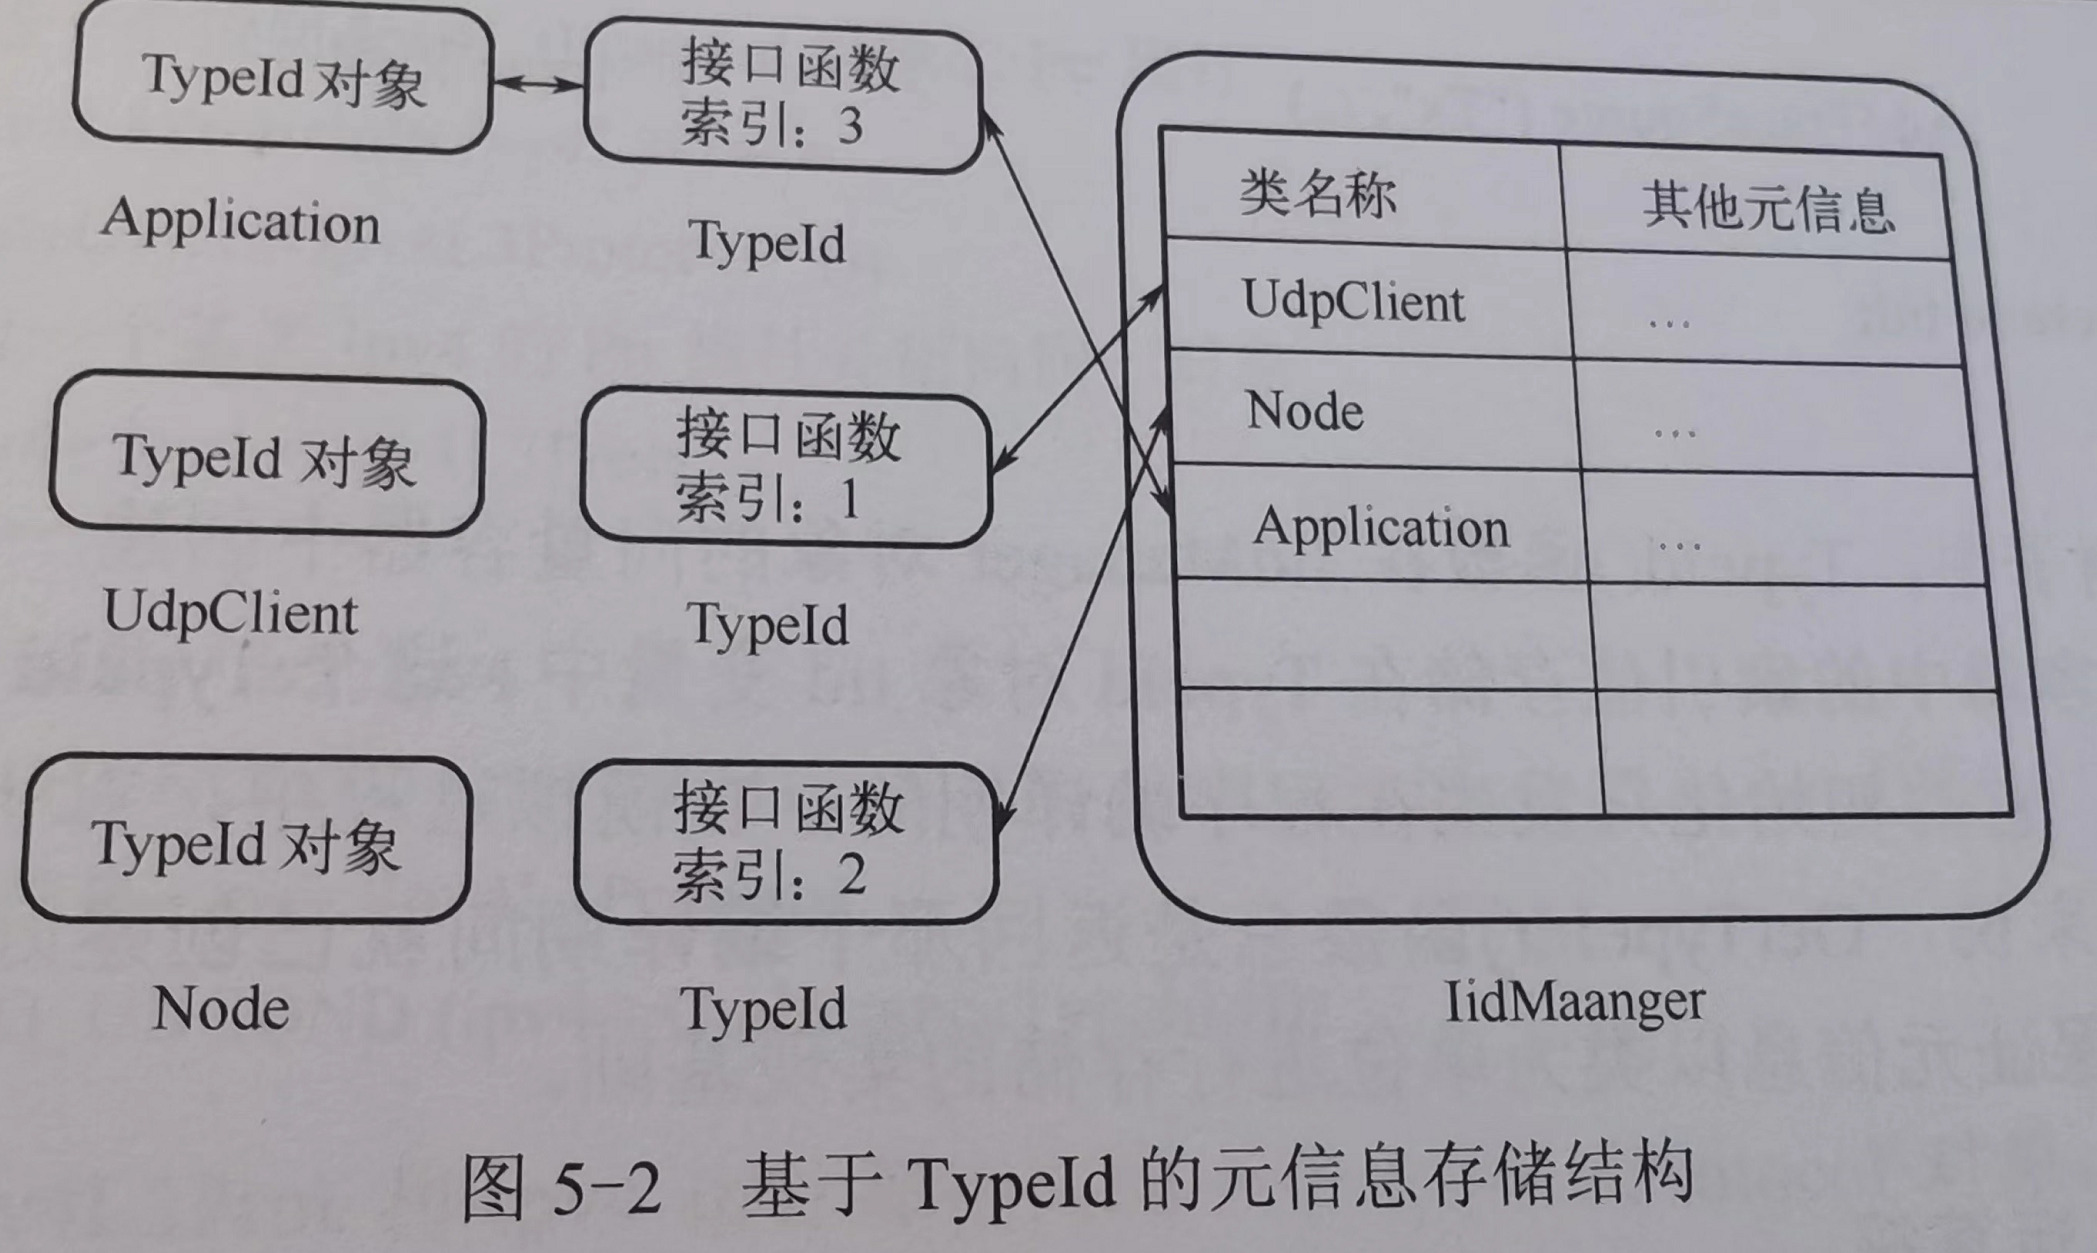 TypeId 对象
接口函数
索引：3
Application
TypeId
TypeId 对象
接口函数
索引：1
UdpClient
TypeId
TypeId 对象
接口函数
索引：2
Node
TypeId
类名称 其他元信息
UdpClient …
Node …
Application …
IidMaanger
图 5-2 基于 TypeId 的元信息存储结构